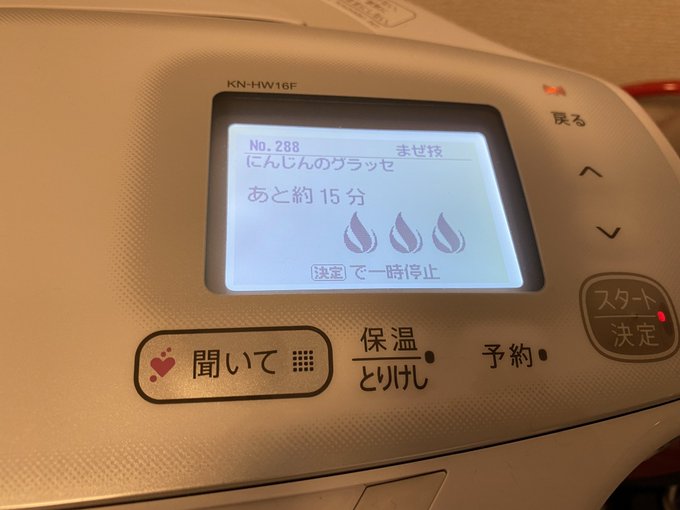 KN-HW16F
No.288 まぜ技
にんじんのグラッセ
あと約15分
決定で一時停止
戻る
スタート
決定
聞いて
保温
とりけし
予約